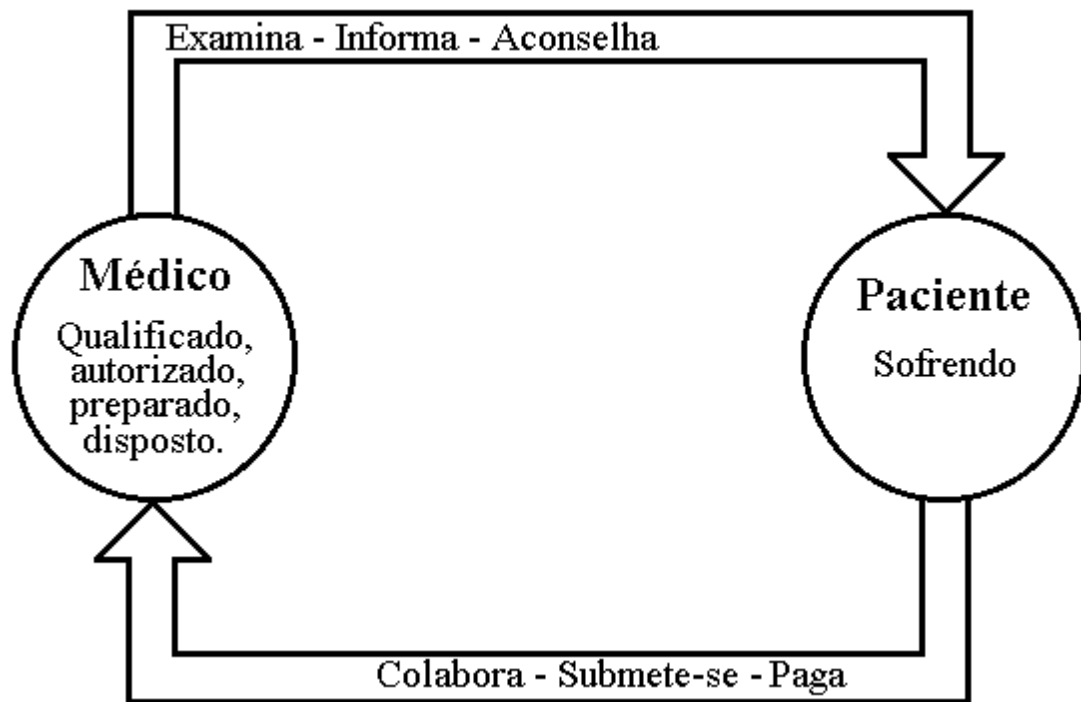 Examina - Informa - Aconselha
Médico
Qualificado,
autorizado,
preparado,
disposto.
Paciente
Sofrendo
Colabora - Submete-se - Paga